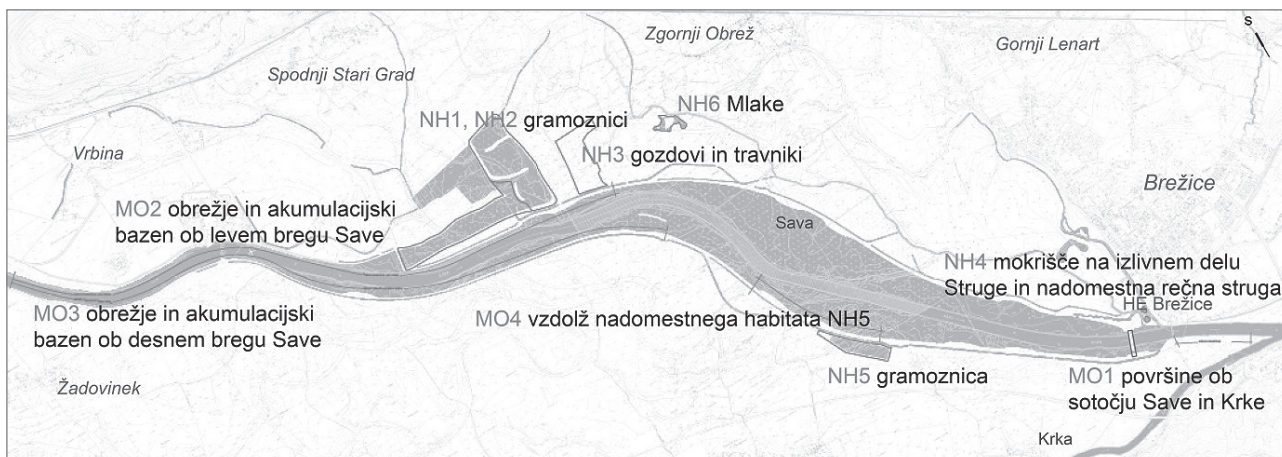 S
Zgornji Obrež
Gornji Lenart
Spodnji Stari Grad
NH6 Mlake
NH1, NH2 gramoznici
Vrbina
NH3 gozdovi in travniki
Brežice
MO2 obrežje in akumulacijski
bazen ob levem bregu Save
Sava
NH4 mokrišče na izlivnem delu
Struge in nadomestna rečna struga
HE Brežice
MO3 obrežje in akumulacijski
bazen ob desnem bregu Save
MO4 vzdolž nadomestnega habitata NH5
NH5 gramoznica
MO1 površine ob
sotočju Save in Krke
Žadovinek
Krka